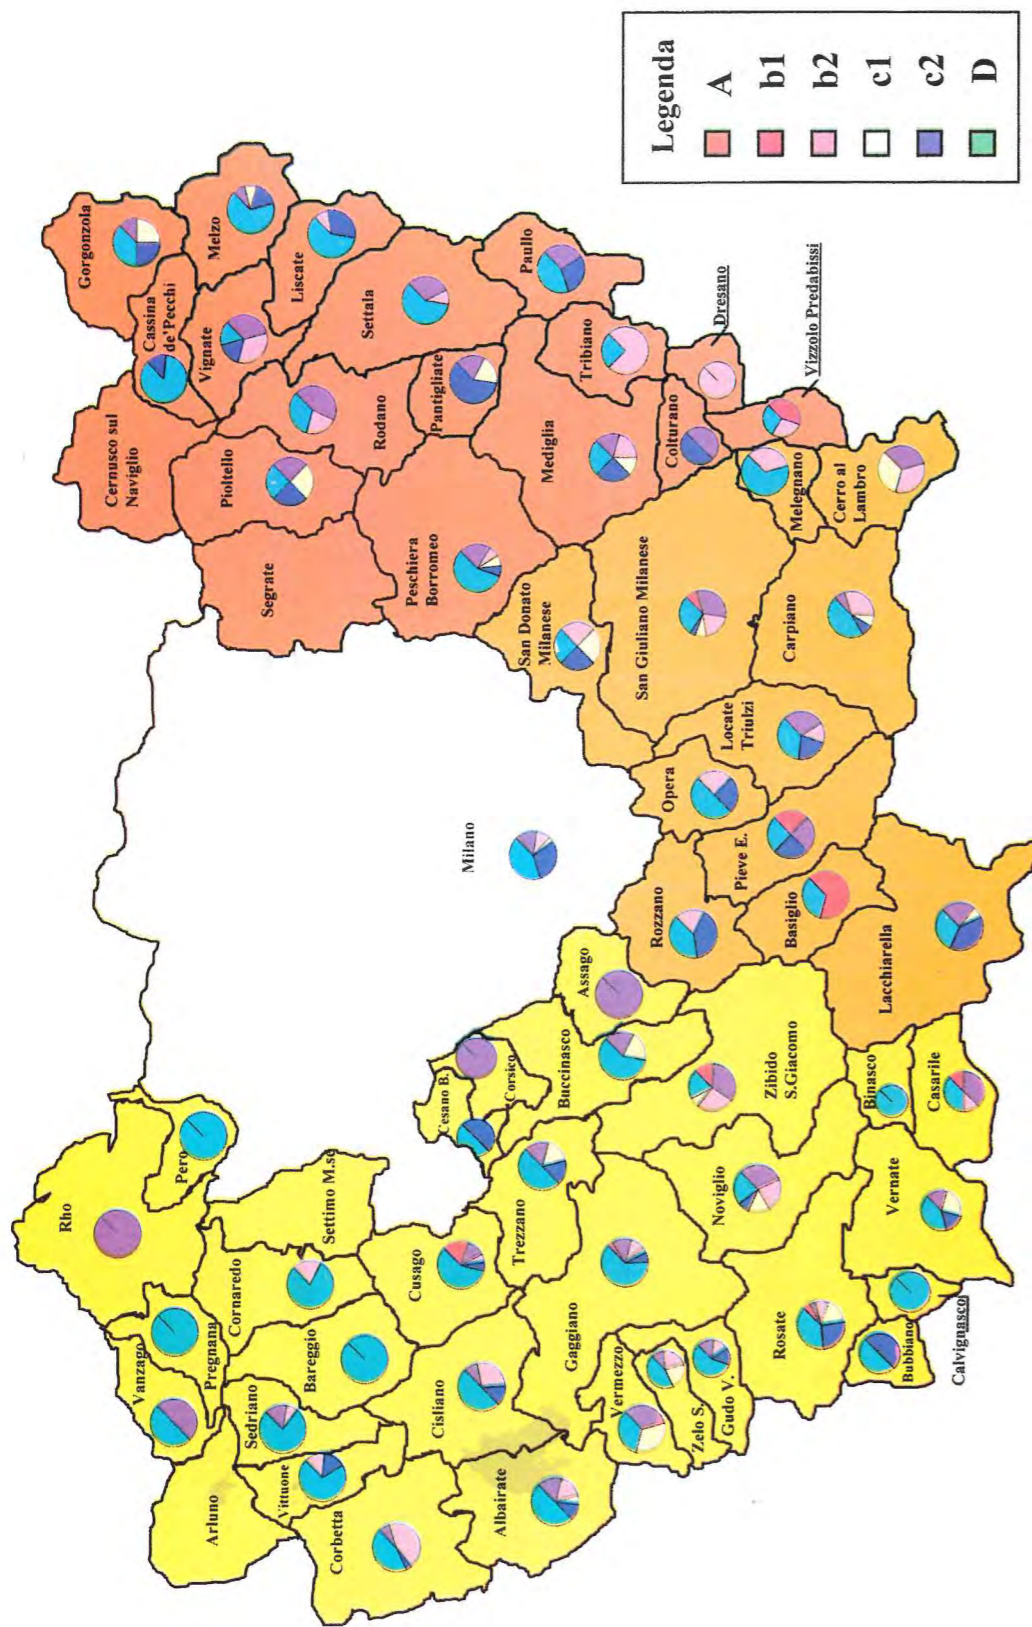 Rho
Pero
Vanzago
Pregnana
Cornaredo
Settimo M.se
Arluno
Sedriano
Bareggio
Vittuone
Cusago
Corbetta
Cisliano
Albairate
Cesano B.
Corsico
Buccinasco
Assago
Trezzano
Gaggiano
Vermezzo
Zelo S.
Gudo V.
Noviglio
Zibido
S.Giacomo
Rosate
Bubbiano
Calvignasco
Vernate
Binasco
Casarile
Milano
Rozzano
Opera
Pieve E.
Basiglio
Lacchiarella
Locate
Triulzi
San Donato
Milanese
San Giuliano Milanese
Carpiano
Melegnano
Cerro al
Lambro
Cernusco sul
Naviglio
Cassina
de'Pecchi
Gorgonzola
Melzo
Vignate
Liscate
Pioltello
Rodano
Settala
Segrate
Pantigliate
Peschiera
Borromeo
Mediglia
Paullo
Tribiano
Colturano
Dresano
Vizzolo Predabissi
Legenda
A
b1
b2
c1
c2
D